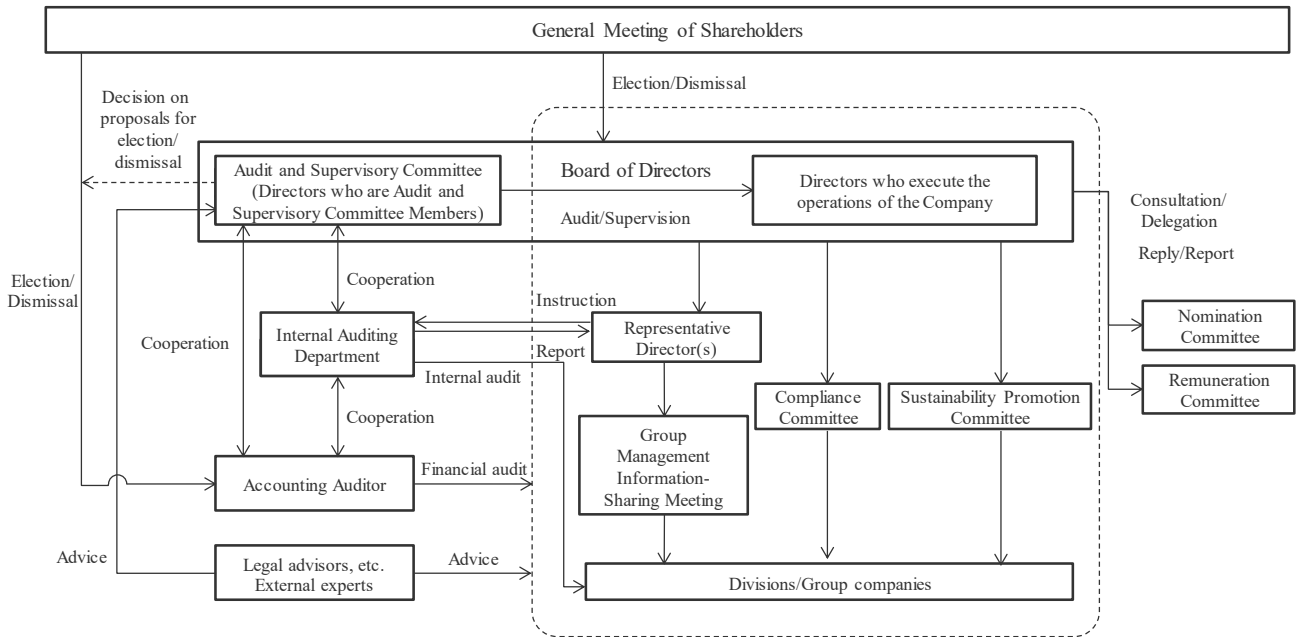 General Meeting of Shareholders
Election/Dismissal
Decision on
proposals for
election/
dismissal
Audit and Supervisory Committee
(Directors who are Audit and
Supervisory Committee Members)
Board of Directors
Directors who execute the
operations of the Company
Audit/Supervision
Consultation/
Delegation
Reply/Report
Election/
Dismissal
Cooperation
Cooperation
Instruction
Internal Auditing
Department
Representative
Director(s)
Report
Internal audit
Nomination
Committee
Remuneration
Committee
Compliance
Committee
Sustainability Promotion
Committee
Cooperation
Group
Management
Information-
Sharing Meeting
Accounting Auditor
Financial audit
Advice
Legal advisors, etc.
External experts
Advice
Divisions/Group companies